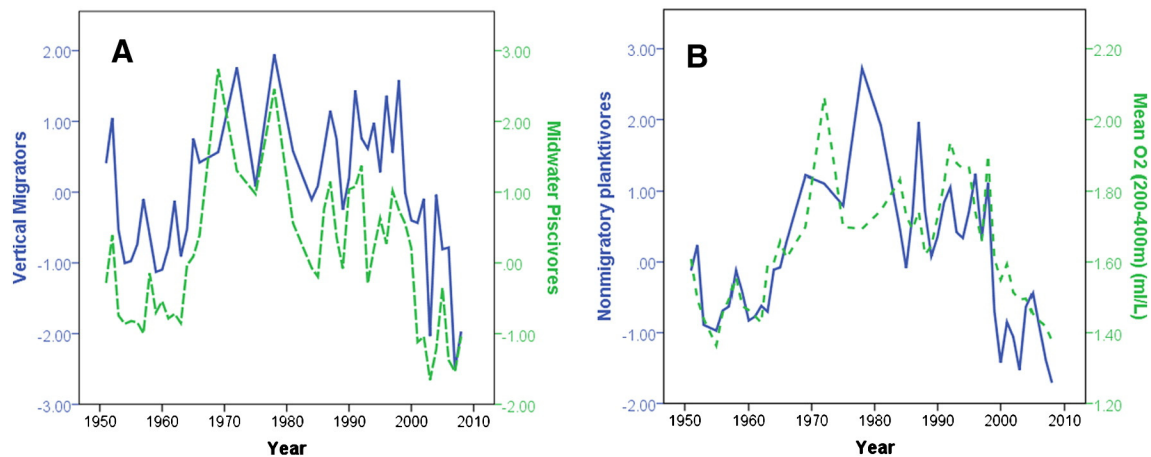 A
Vertical Migrators
2.00
1.00
.00
-1.00
-2.00
-3.00
3.00
2.00
1.00
.00
-1.00
-2.00
Midwater Piscivores
1950 1960 1970 1980 1990 2000 2010
Year
B
Nonmigratory planktivores
3.00
2.00
1.00
.00
-1.00
-2.00
2.20
2.00
1.80
1.60
1.40
1.20
Mean O2 (200-400m) (ml/L)
1950 1960 1970 1980 1990 2000 2010
Year